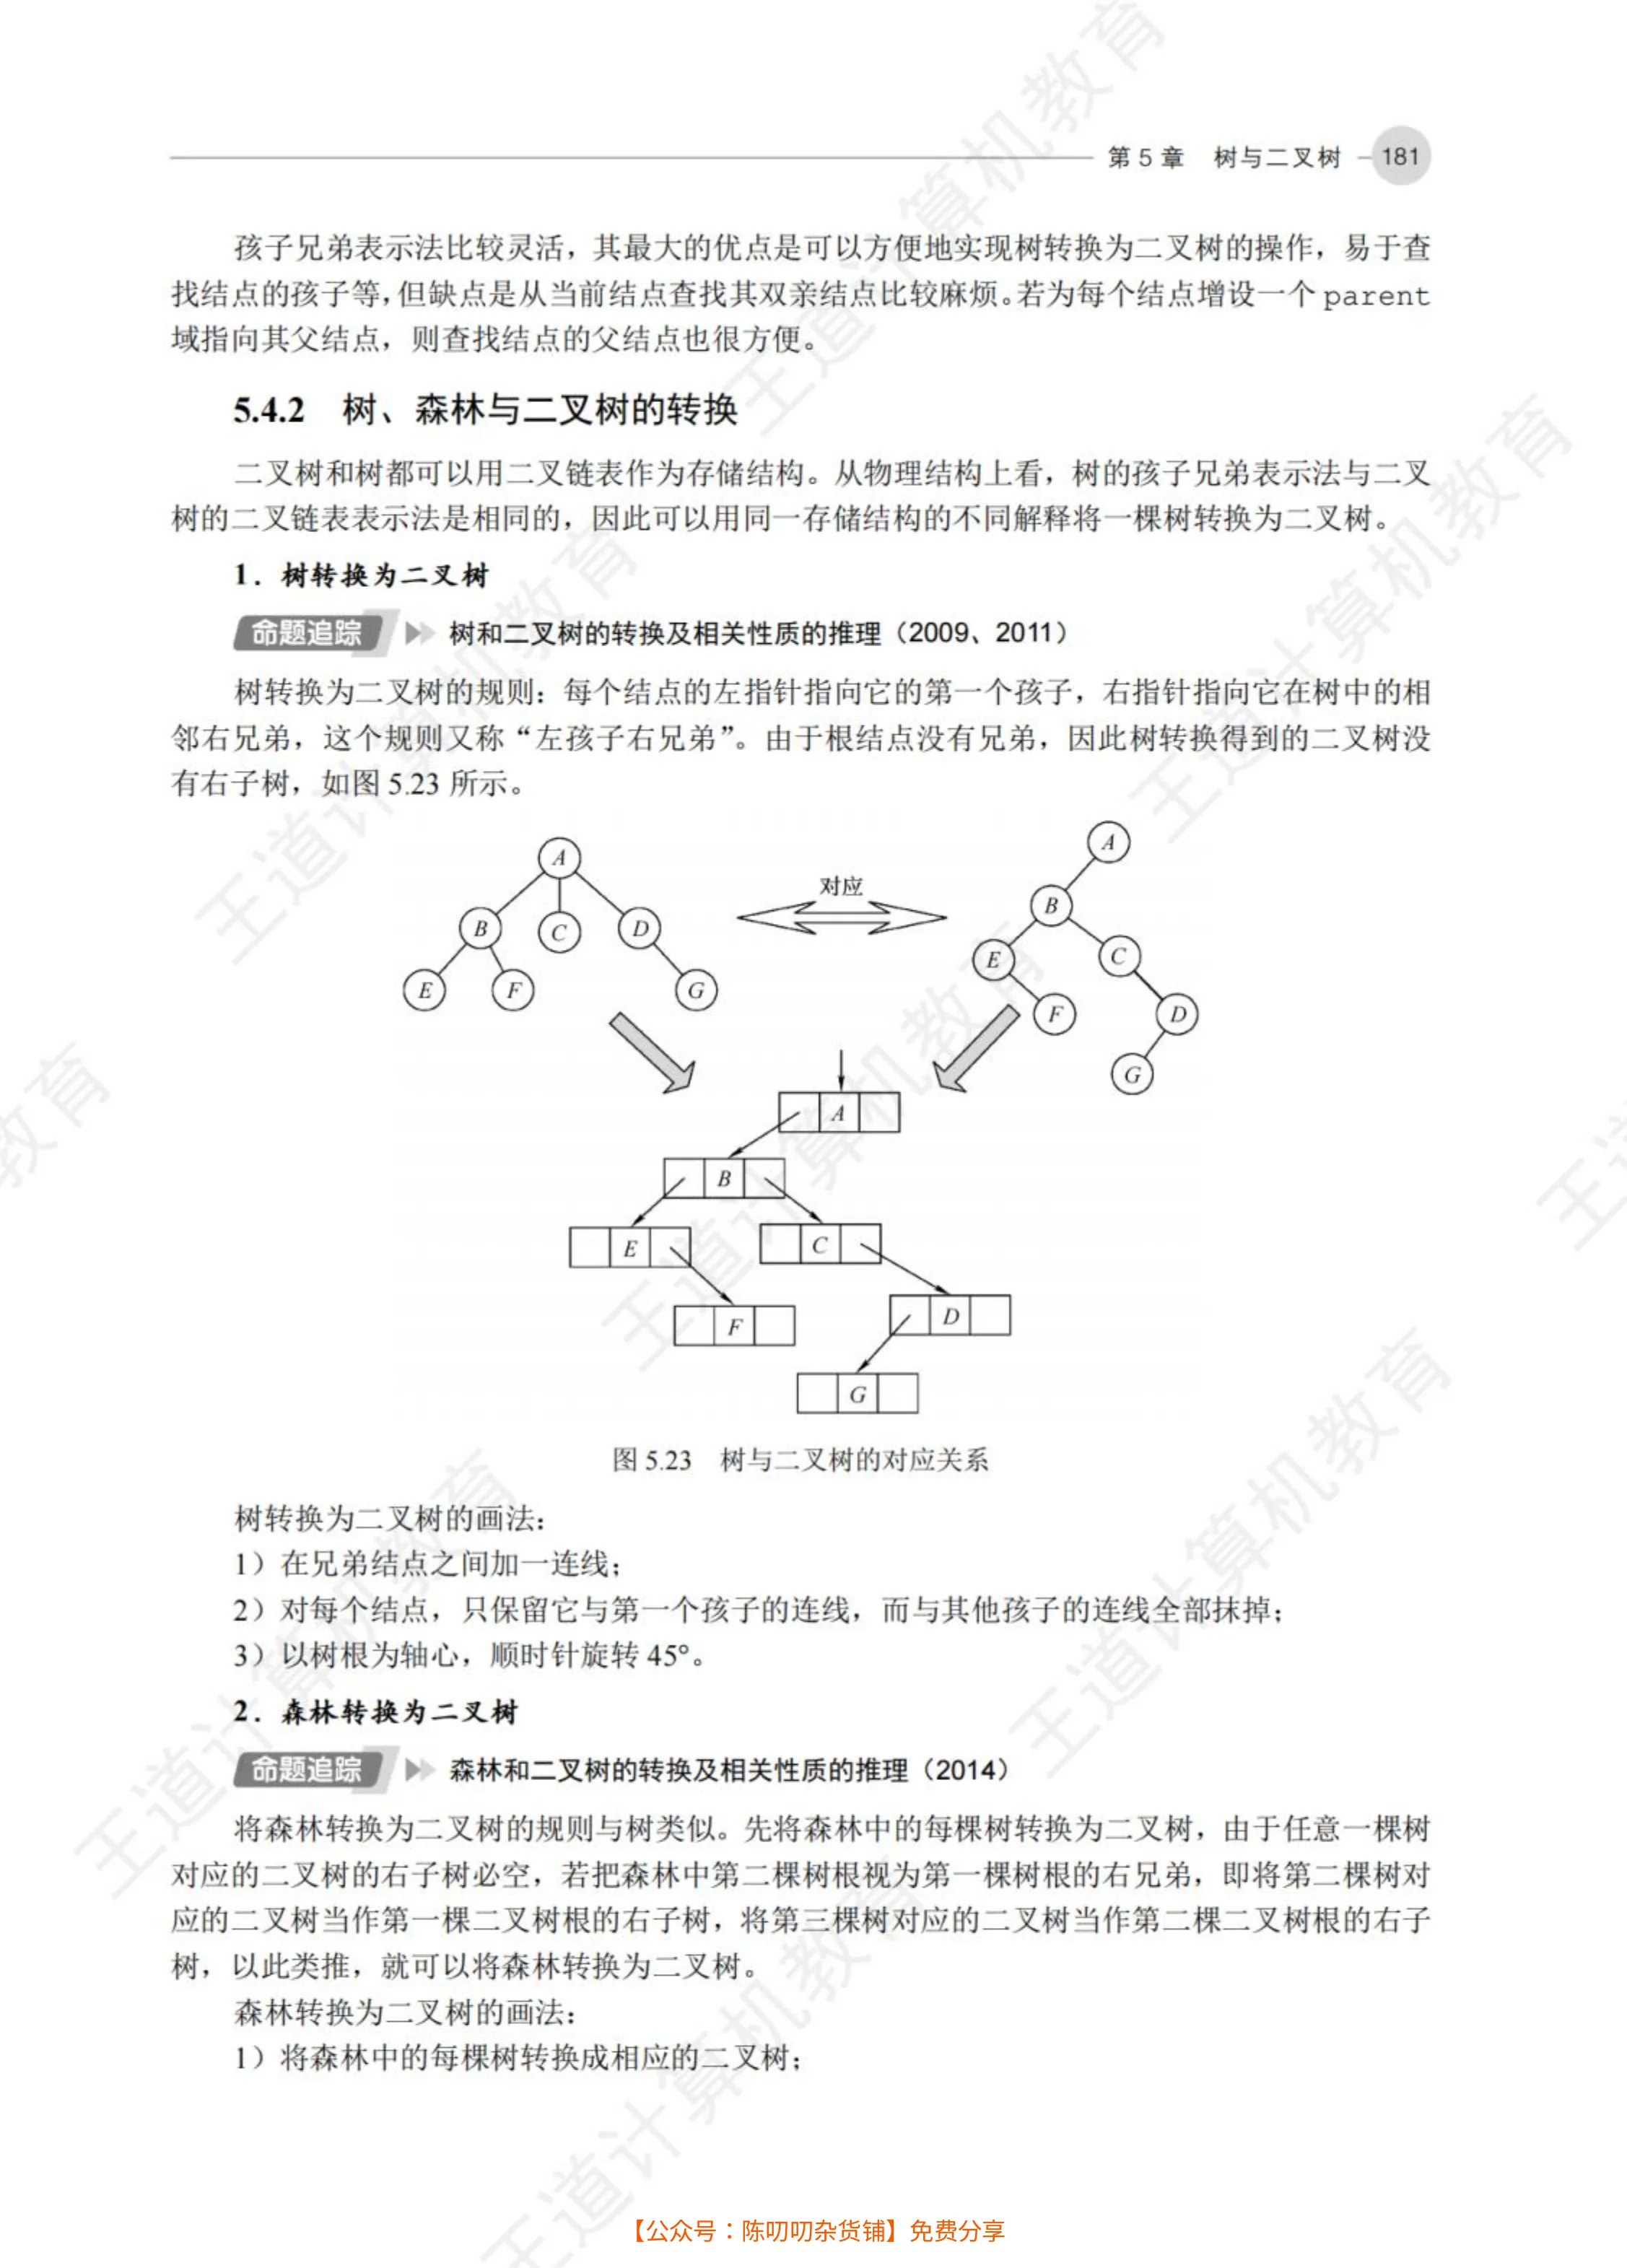 第 5 章　树与二叉树　181
孩子兄弟表示法比较灵活，其最大的优点是可以方便地实现树转换为二叉树的操作，易于查
找结点的孩子等，但缺点是从当前结点查找其双亲结点比较麻烦。若为每个结点增设一个 parent
域指向其父结点，则查找结点的父结点也很方便。
5.4.2　树、森林与二叉树的转换
二叉树和树都可以用二叉链表作为存储结构。从物理结构上看，树的孩子兄弟表示法与二叉
树的二叉链表表示法是相同的，因此可以用同一存储结构的不同解释将一棵树转换为二叉树。
1．树转换为二叉树
命题追踪　树和二叉树的转换及相关性质的推理（2009、2011）
树转换为二叉树的规则：每个结点的左指针指向它的第一个孩子，右指针指向它在树中的相
邻右兄弟，这个规则又称“左孩子右兄弟”。由于根结点没有兄弟，因此树转换得到的二叉树没
有右子树，如图 5.23 所示。
A
B C D
E F G
对应
A
B
E C
F D
G
A
B
E C
F D
G
图 5.23　树与二叉树的对应关系
树转换为二叉树的画法：
1）在兄弟结点之间加一连线；
2）对每个结点，只保留它与第一个孩子的连线，而与其他孩子的连线全部抹掉；
3）以树根为轴心，顺时针旋转 45°。
2．森林转换为二叉树
命题追踪　森林和二叉树的转换及相关性质的推理（2014）
将森林转换为二叉树的规则与树类似。先将森林中的每棵树转换为二叉树，由于任意一棵树
对应的二叉树的右子树必空，若把森林中第二棵树根视为第一棵树根的右兄弟，即将第二棵树对
应的二叉树当作第一棵二叉树根的右子树，将第三棵树对应的二叉树当作第二棵二叉树根的右子
树，以此类推，就可以将森林转换为二叉树。
森林转换为二叉树的画法：
1）将森林中的每棵树转换成相应的二叉树；
【公众号：陈叨叨杂货铺】免费分享
王道计算机教育